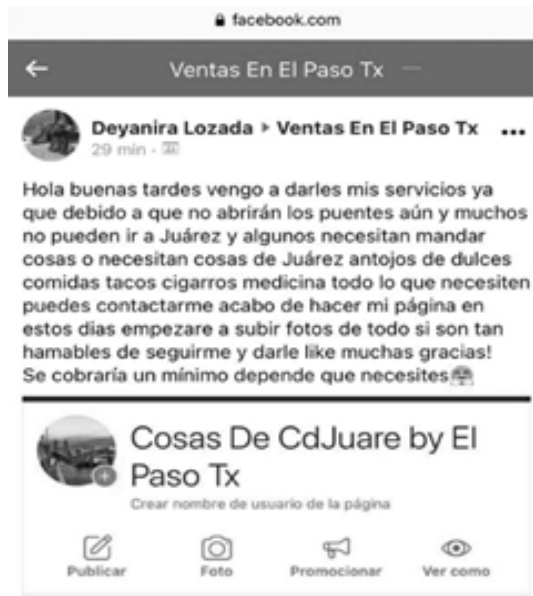 facebook.com
Ventas En El Paso Tx
Deyanira Lozada ▸ Ventas En El Paso Tx ...
29 min ·
Hola buenas tardes vengo a darles mis servicios ya
que debido a que no abrirán los puentes aún y muchos
no pueden ir a Juárez y algunos necesitan mandar
cosas o necesitan cosas de Juárez antojos de dulces
comidas tacos cigarros medicina todo lo que necesiten
puedes contactarme acabo de hacer mi página en
estos dias empezare a subir fotos de todo si son tan
hamables de seguirme y darle like muchas gracias!
Se cobraría un mínimo depende que necesites
Cosas De CdJuare by El
Paso Tx
Crear nombre de usuario de la página
Publicar Foto Promocionar Ver como